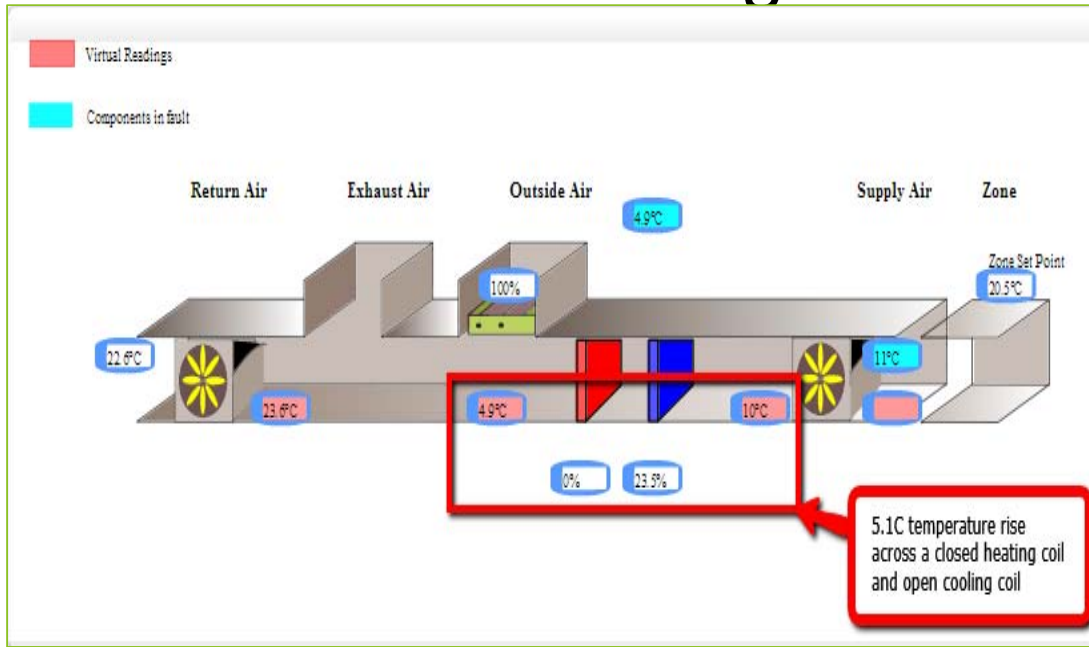 Virtual Readings
Components in fault
Return Air Exhaust Air Outside Air Supply Air Zone
4.9°C
Zone Set Point
100% 20.5°C
22.6°C 11°C
23.6°C 4.9°C 10°C
0% 23.5%
5.1C temperature rise
across a closed heating coil
and open cooling coil